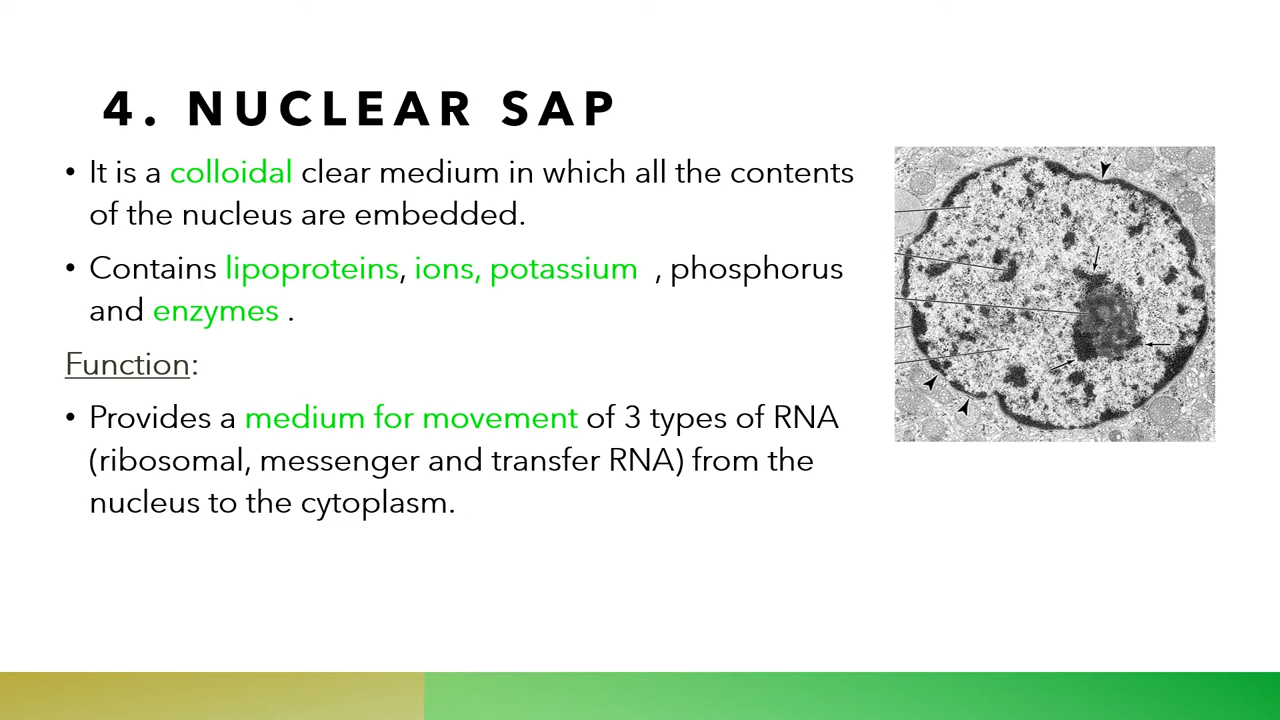 4. NUCLEAR SAP
• It is a colloidal clear medium in which all the contents
of the nucleus are embedded.
• Contains lipoproteins, ions, potassium , phosphorus
and enzymes .
Function:
• Provides a medium for movement of 3 types of RNA
(ribosomal, messenger and transfer RNA) from the
nucleus to the cytoplasm.